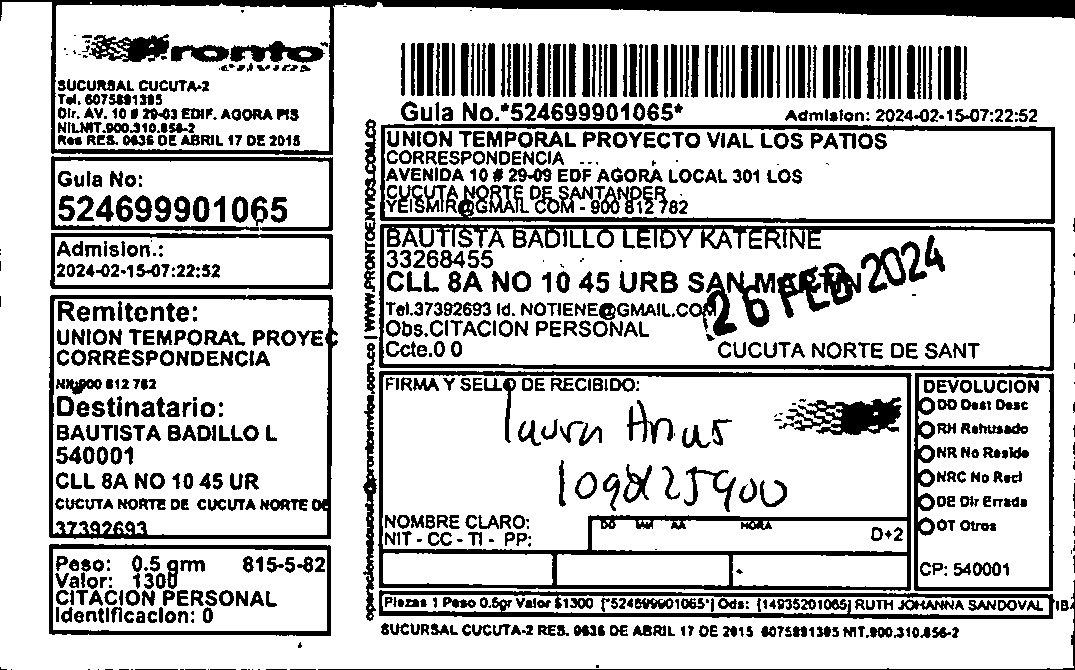 Pronto
envios
SUCURSAL CUCUTA-2
Tel. 6075891395
Dir. AV. 10 # 29-03 EDIF. AGORA PIS
Nit.NIT.900.310.856-2
Res RES. 0636 DE ABRIL 17 DE 2015
Guia No:
524699901065
Admision.:
2024-02-15-07:22:52
Remitente:
UNION TEMPORAL PROYEC
CORRESPONDENCIA
900 812 782
Destinatario:
BAUTISTA BADILLO L
540001
CLL 8A NO 10 45 UR
CUCUTA NORTE DE CUCUTA NORTE DE
37392693
Peso: 0.5 grm 815-5-82
Valor: 1300
CITACION PERSONAL
Identificacion: 0
operacionescucuta@prontoenvios.com.co | WWW.PRONTOENVIOS.COM.CO
Guia No.*524699901065*
Admision: 2024-02-15-07:22:52
UNION TEMPORAL PROYECTO VIAL LOS PATIOS
CORRESPONDENCIA
AVENIDA 10 # 29-09 EDF AGORA LOCAL 301 LOS
CUCUTA NORTE DE SANTANDER
YEISMIR@GMAIL COM - 900 812 782
BAUTISTA BADILLO LEIDY KATERINE
33268455
CLL 8A NO 10 45 URB SAN MARTIN
26 FEB 2024
Tel.37392693 Id. NOTIENE@GMAIL.COM
Obs.CITACION PERSONAL
Ccte.0 0
CUCUTA NORTE DE SANT
FIRMA Y SELLO DE RECIBIDO:
Laura Arias
NOMBRE CLARO:
NIT - CC - TI - PP:
DD MM AA HORA
D+2
DEVOLUCION
DD Dest Desc
RH Rehusado
NR No Reside
NRC No Recl
DE Dir Errada
OT Otros
CP: 540001
Piezas 1 Peso 0.5gr Valor $1300 [*524699901065*] Ods: [14935201065] RUTH JOHANNA SANDOVAL TIBA
SUCURSAL CUCUTA-2 RES. 0636 DE ABRIL 17 DE 2015 6075891395 NIT.900.310.856-2